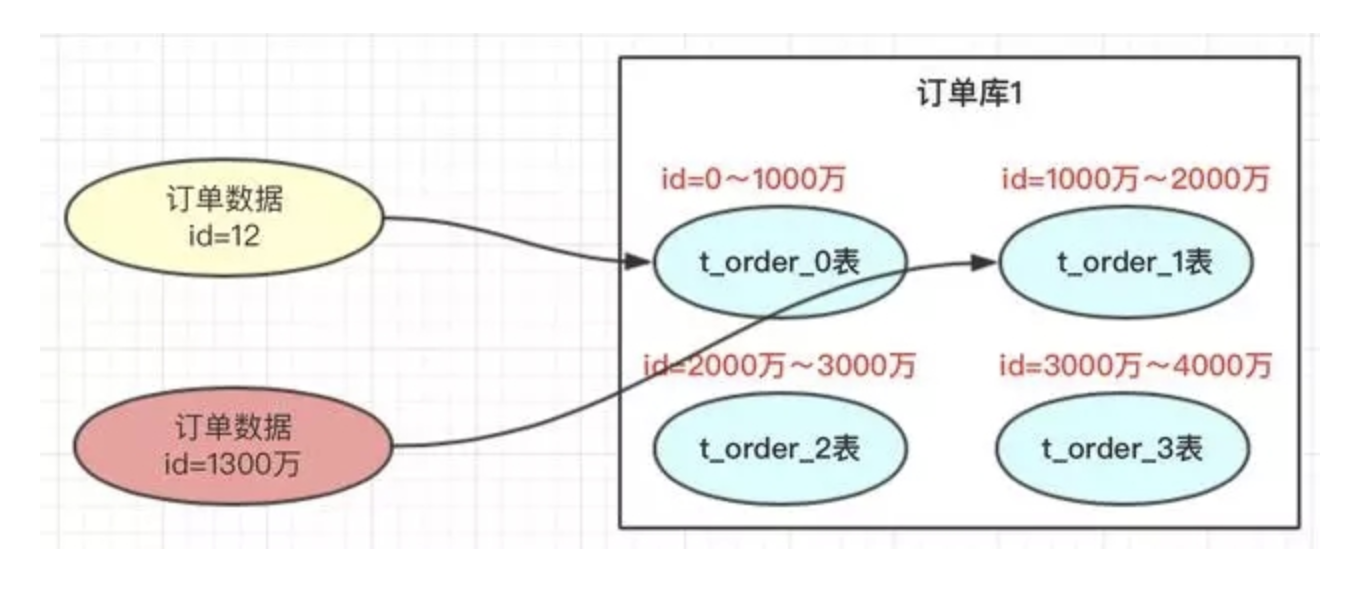 订单库1
id=0～1000万
id=1000万～2000万
订单数据
id=12
t_order_0表
t_order_1表
id=2000万～3000万
id=3000万～4000万
订单数据
id=1300万
t_order_2表
t_order_3表